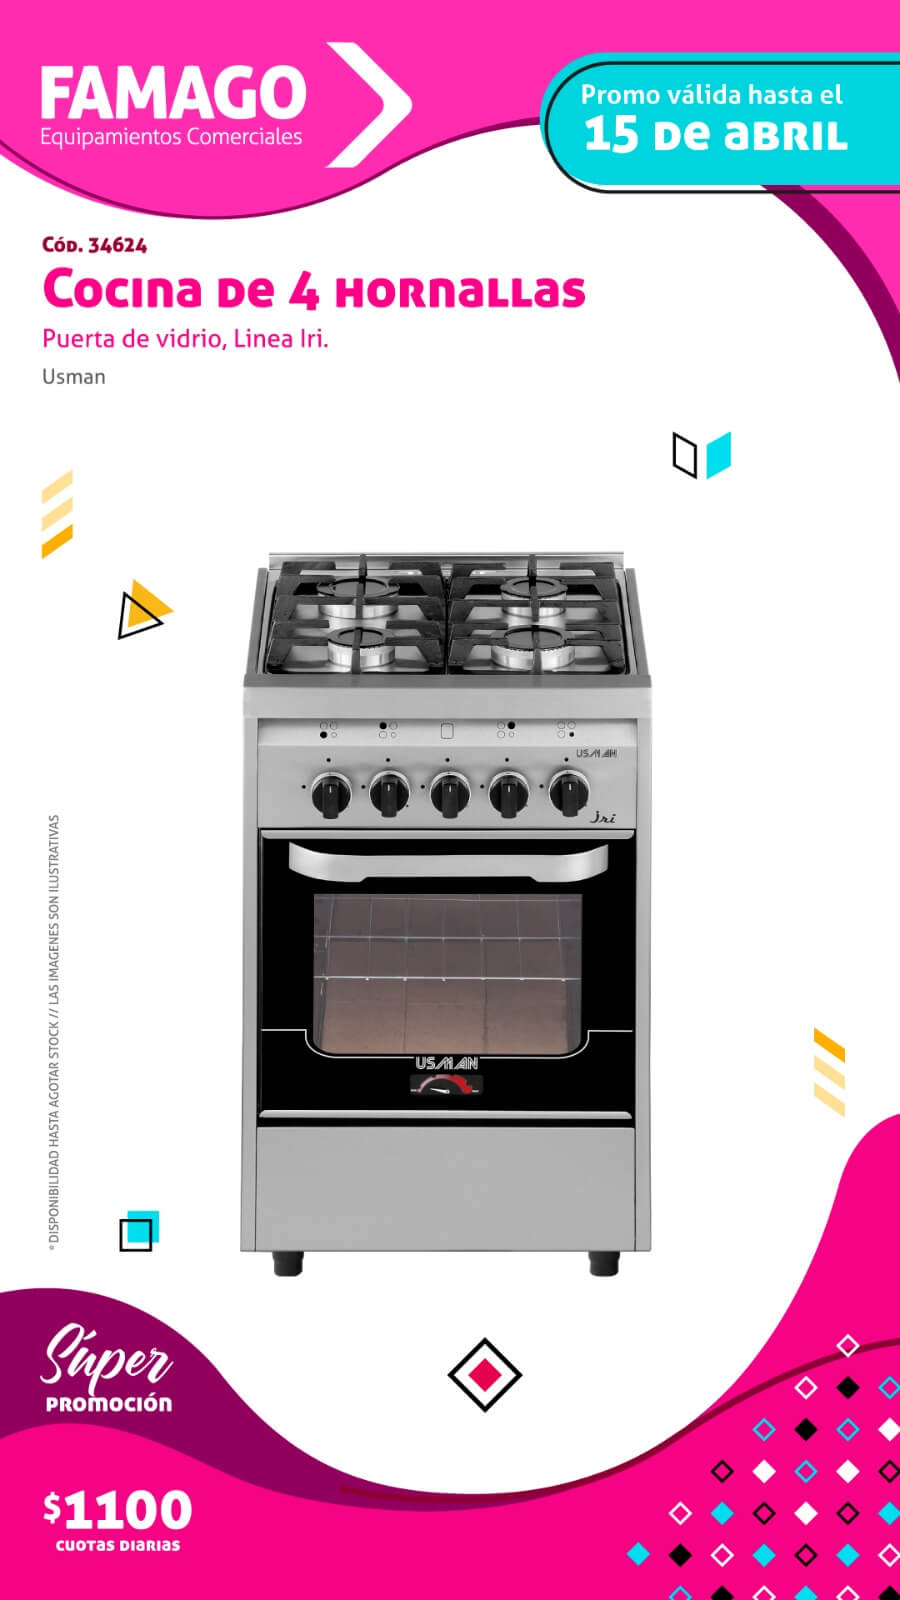 FAMAGO
Equipamientos Comerciales
Promo válida hasta el
15 DE ABRIL
Cód. 34624
Cocina de 4 hornallas
Puerta de vidrio, Linea Iri.
Usman
USMAN
Iri
USMAN
*DISPONIBILIDAD HASTA AGOTAR STOCK // LAS IMAGENES SON ILUSTRATIVAS
Súper
PROMOCIÓN
$1100
CUOTAS DIARIAS